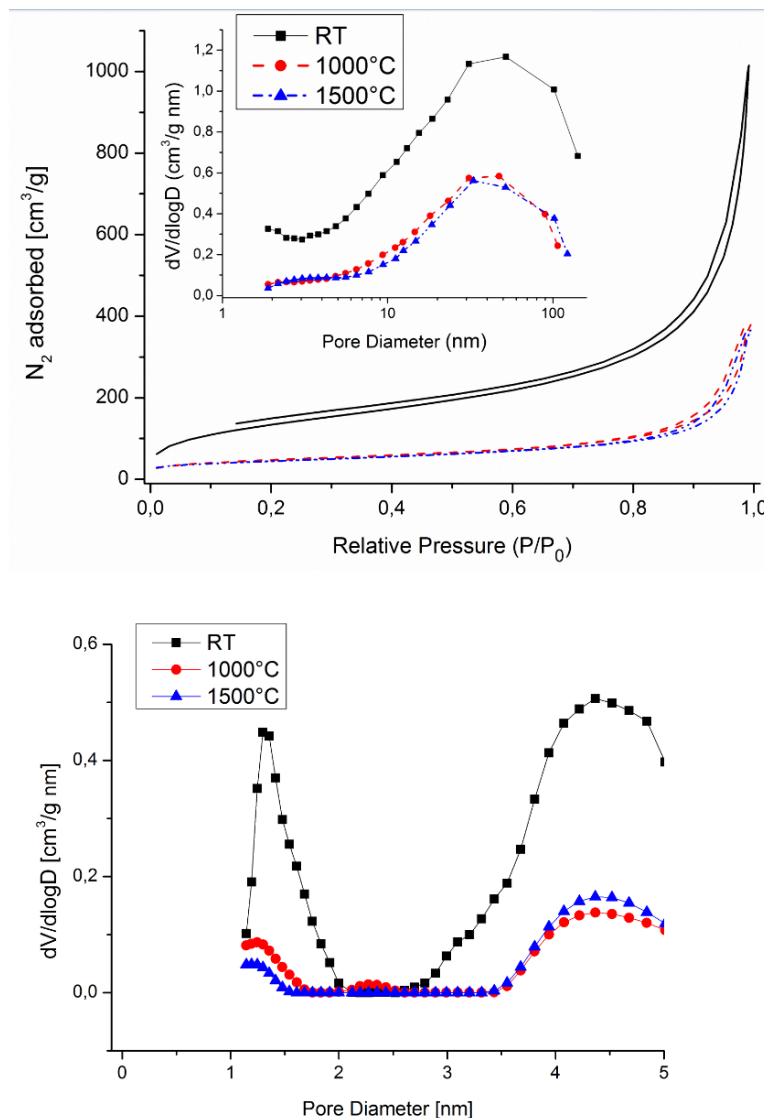 RT
1000°C
1500°C
dV/dlogD (cm³/g nm)
1,2
1,0
0,8
0,6
0,4
0,2
0,0
1 10 100
Pore Diameter (nm)
N₂ adsorbed [cm³/g]
1000
800
600
400
200
0
0,0 0,2 0,4 0,6 0,8 1,0
Relative Pressure (P/P₀)
RT
1000°C
1500°C
dV/dlogD [cm³/g nm]
0,6
0,4
0,2
0,0
0 1 2 3 4 5
Pore Diameter [nm]